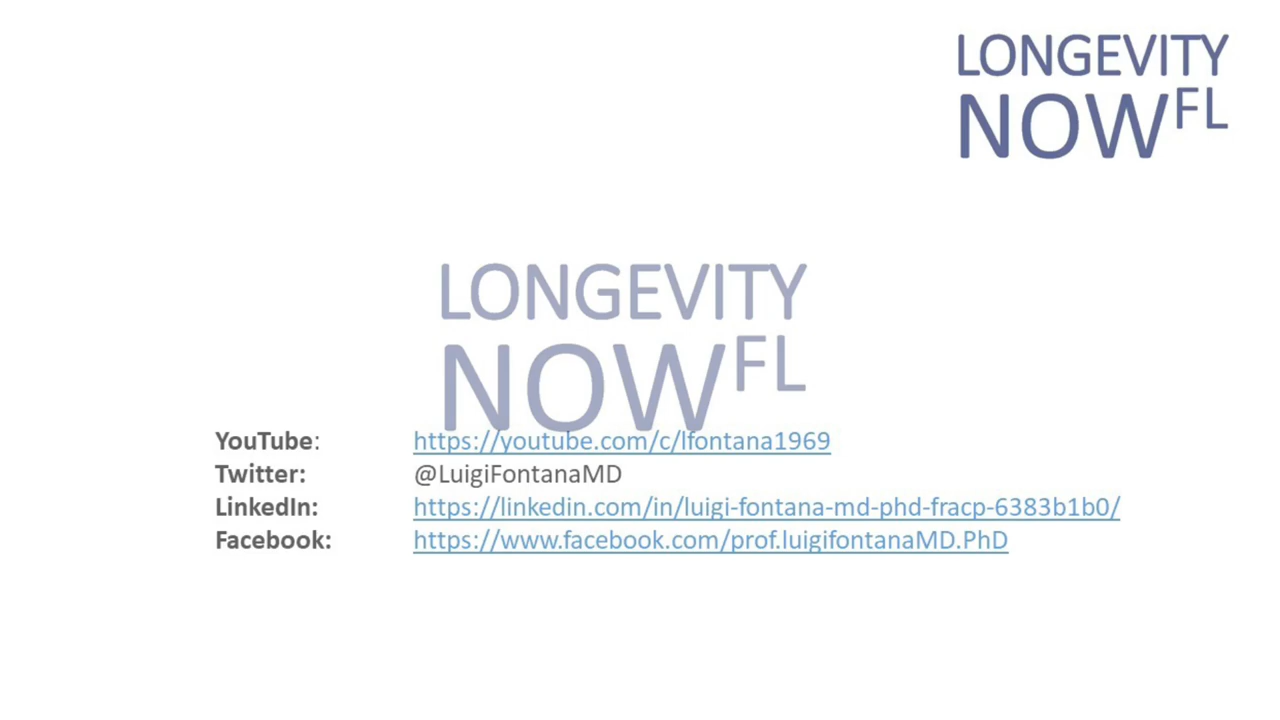 LONGEVITY
NOWFL
LONGEVITY
NOWFL
YouTube: https://youtube.com/c/lfontana1969
Twitter: @LuigiFontanaMD
LinkedIn: https://linkedin.com/in/luigi-fontana-md-phd-fracp-6383b1b0/
Facebook: https://www.facebook.com/prof.luigifontanaMD.PhD